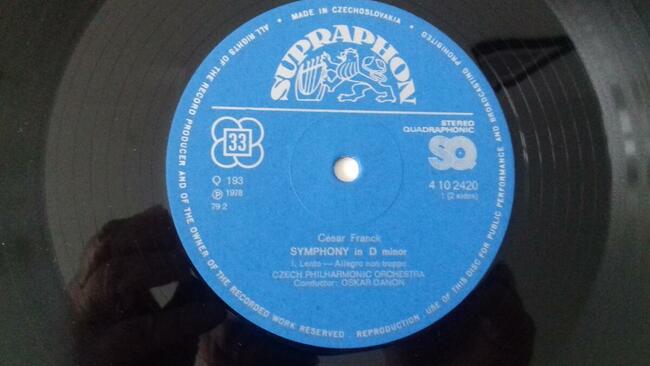 ALL RIGHTS OF THE RECORD PRODUCER AND OF THE OWNER OF THE RECORDED WORK RESERVED . REPRODUCTION . USE OF THIS DISC FOR PUBLIC PERFORMANCE AND BROADCASTING PROHIBITED
MADE IN CZECHOSLOVAKIA
SUPRAPHON
33
STEREO
QUADRAPHONIC
SQ
Q 193
4 10 2420
Ⓟ 1978
1 (2 sides)
79 2
César Franck
SYMPHONY in D minor
I. Lento — Allegro non troppo
CZECH PHILHARMONIC ORCHESTRA
Conductor: OSKAR DANON